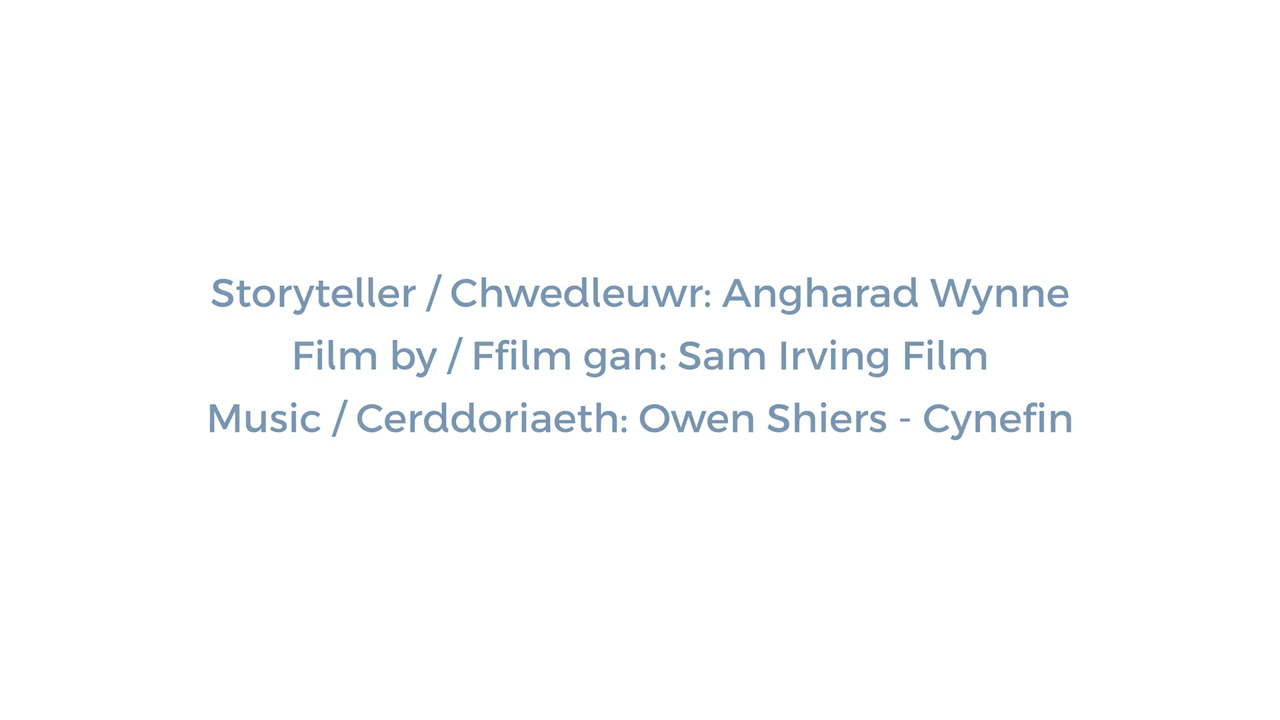 Storyteller / Chwedleuwr: Angharad Wynne
Film by / Ffilm gan: Sam Irving Film
Music / Cerddoriaeth: Owen Shiers - Cynefin